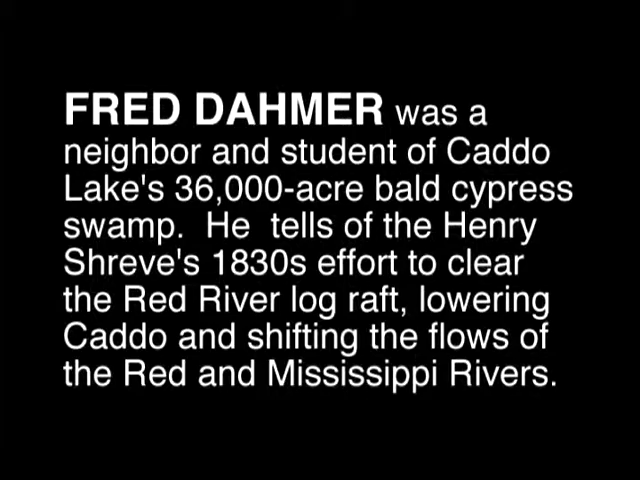 FRED DAHMER was a
neighbor and student of Caddo
Lake's 36,000-acre bald cypress
swamp.  He  tells of the Henry
Shreve's 1830s effort to clear
the Red River log raft, lowering
Caddo and shifting the flows of
the Red and Mississippi Rivers.